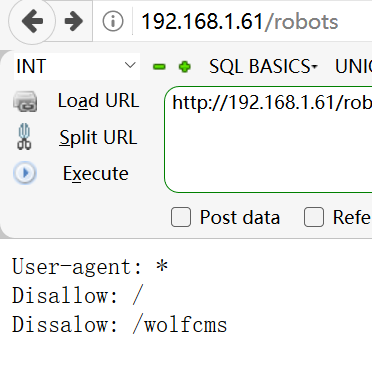 192.168.1.61/robots
INT SQL BASICS UNI
Load URL http://192.168.1.61/rob
Split URL
Execute
Post data Refe
User-agent: *
Disallow: /
Dissalow: /wolfcms